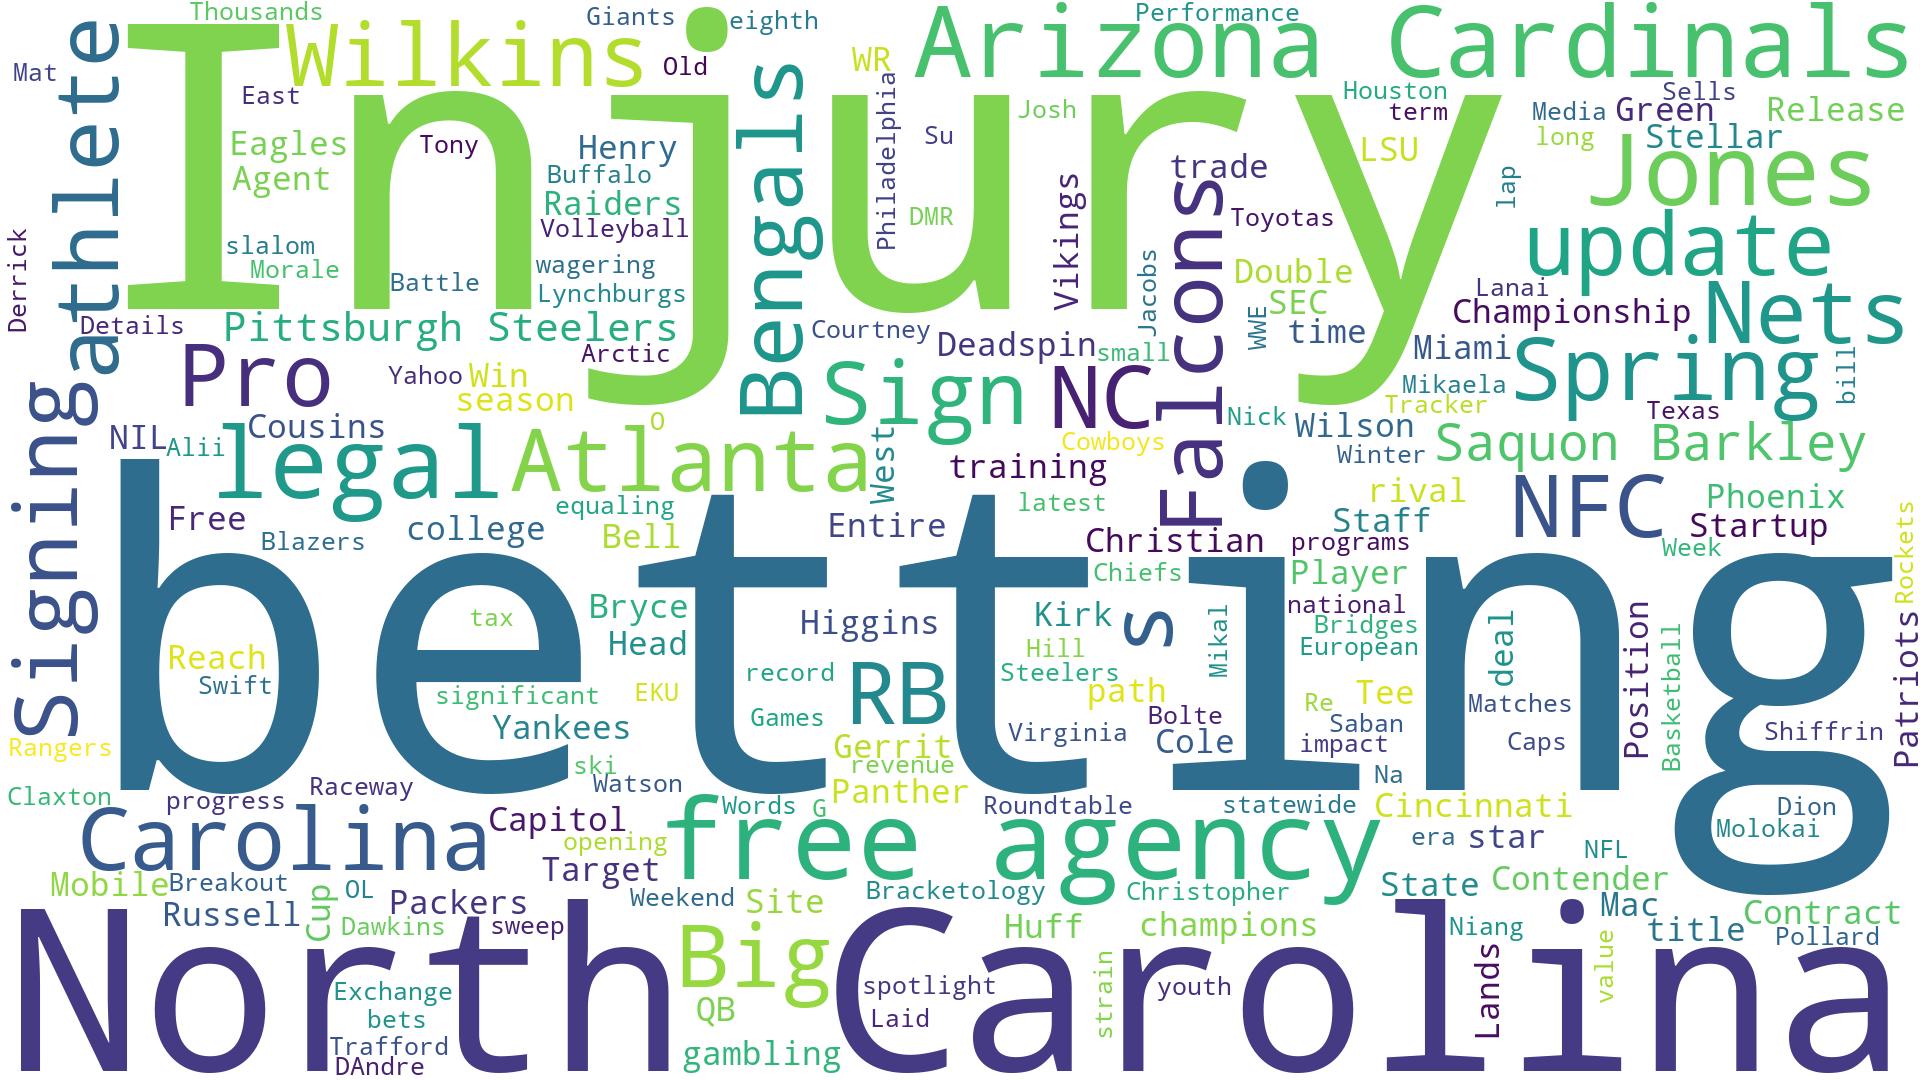 Thousands
Giants
eighth
Performance
Wilkins
Arizona Cardinals
Mat
Old
WR
athlete
Injury
East
Josh
Houston
term
Sells
Media
Green
Release
Eagles
Tony
Henry
Bengals
Philadelphia
Su
LSU
long
Stellar
Agent
Buffalo
trade
Jones
Raiders
Vikings
Falcons
lap
Volleyball
DMR
Toyotas
Derrick
slalom
update
Morale
Battle
wagering
Jacobs
Double
Lynchburgs
SEC
Lanai
Details
Pittsburgh Steelers
Courtney
WWE
time
Championship
Nets
Arctic
Deadspin
small
Miami
Spring
bill
Pro
Yahoo
Win
Sign
NC
Mikaela
season
Tracker
Signing
NIL
Alii
Cousins
O
Nick
Wilson
Texas
legal
Atlanta
West
Cowboys
Winter
Saquon Barkley
training
Free
college
equaling
latest
rival
NFC
Phoenix
Blazers
Bell
Entire
Christian
Staff
programs
Startup
Week
Rockets
betting
Chiefs
Player
tax
Bryce
Higgins
Kirk
s
Mikal
national
Bridges
deal
Position
Basketball
Patriots
Head
Hill
European
Reach
Swift
record
Steelers
significant
EKU
RB
path
Re
Tee
Matches
Yankees
Games
Virginia
Bolte
Saban
Shiffrin
Rangers
Gerrit
Cole
impact
Caps
ski
revenue
Na
Claxton
progress
Raceway
Watson
Panther
Words
G
Roundtable
statewide
Cincinnati
Dion
Carolina
Capitol
free agency
era
star
Molokai
opening
NFL
Mobile
Breakout
OL
Target
Weekend
Bracketology
Christopher
State
Contender
Russell
Cup
Packers
Site
Mac
Contract
Dawkins
sweep
Huff
champions
Niang
title
Pollard
North Carolina
Big
Exchange
spotlight
strain
youth
Lands
value
bets
QB
Laid
Trafford
gambling
DAndre